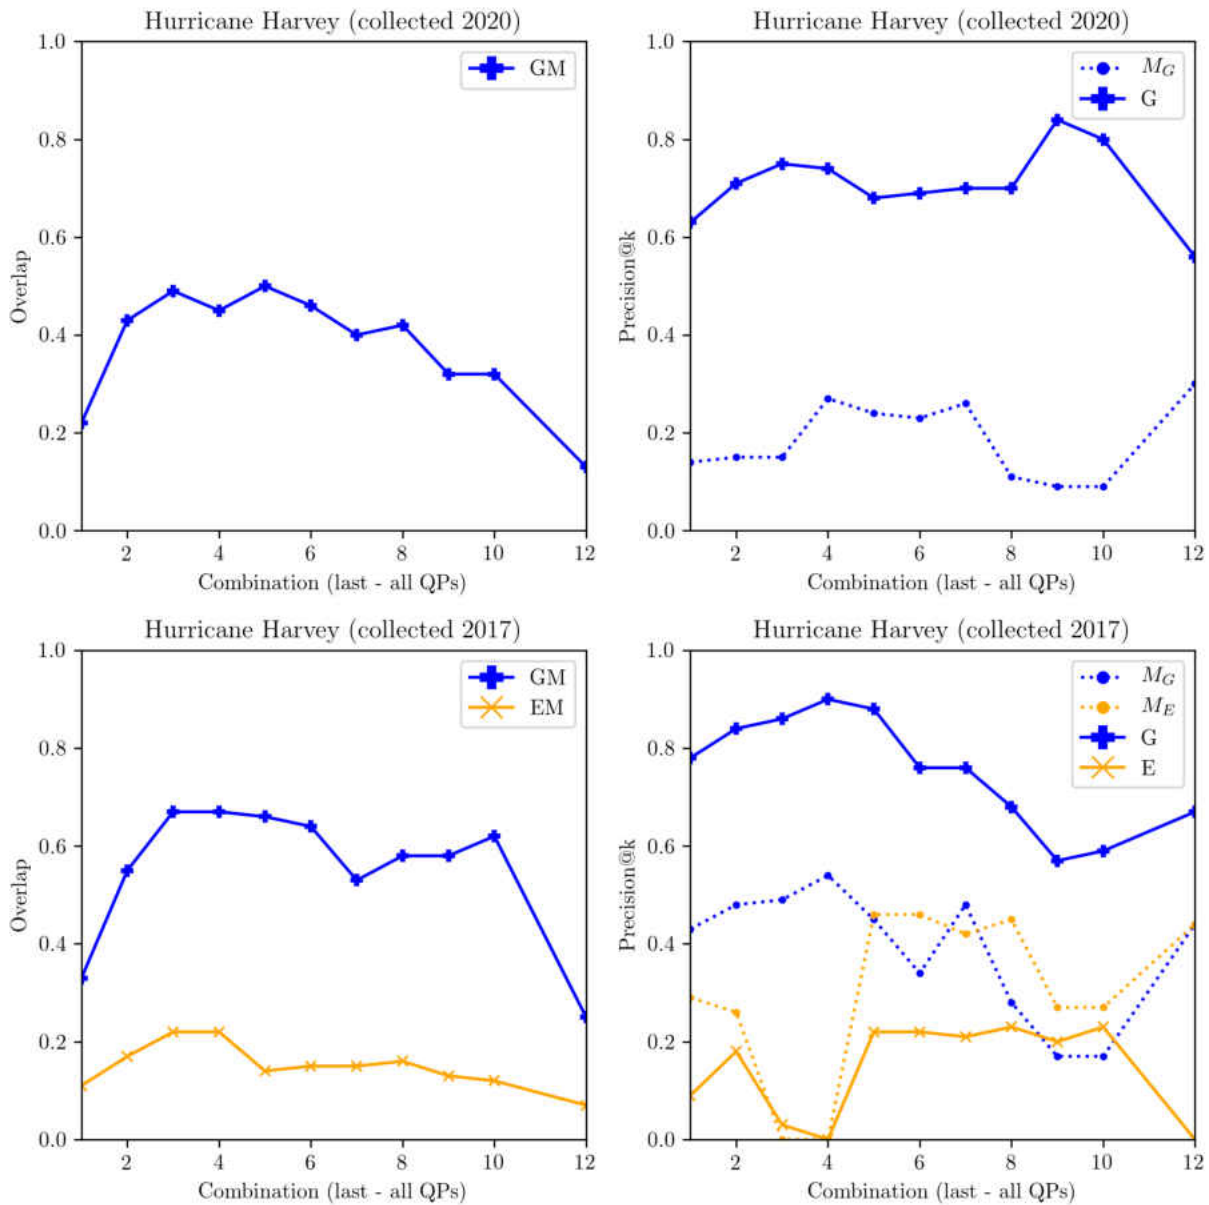 Hurricane Harvey (collected 2020)
1.0
0.8
0.6
0.4
0.2
0.0
Overlap
GM
2 4 6 8 10 12
Combination (last - all QPs)
Hurricane Harvey (collected 2020)
1.0
0.8
0.6
0.4
0.2
0.0
Precision@k
M_G
G
2 4 6 8 10 12
Combination (last - all QPs)
Hurricane Harvey (collected 2017)
1.0
0.8
0.6
0.4
0.2
0.0
Overlap
GM
EM
2 4 6 8 10 12
Combination (last - all QPs)
Hurricane Harvey (collected 2017)
1.0
0.8
0.6
0.4
0.2
0.0
Precision@k
M_G
M_E
G
E
2 4 6 8 10 12
Combination (last - all QPs)